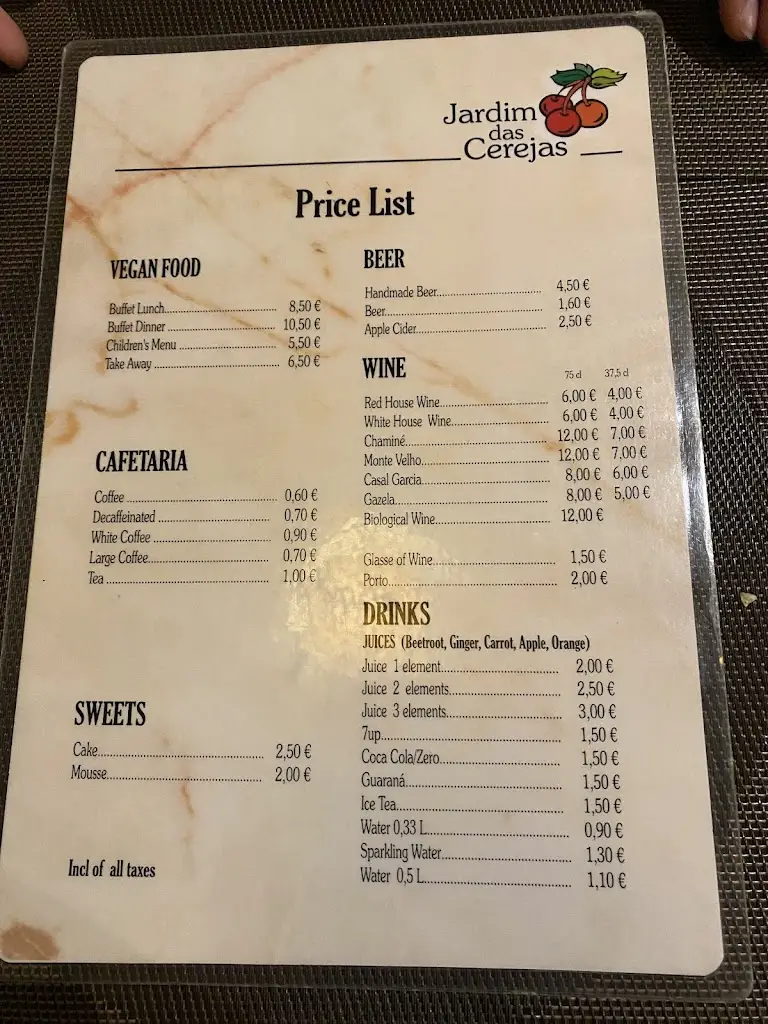 Jardim
das
Cerejas
Price List
VEGAN FOOD
Buffet Lunch 8,50 €
Buffet Dinner 10,50 €
Children's Menu 5,50 €
Take Away 6,50 €
CAFETARIA
Coffee 0,60 €
Decaffeinated 0,70 €
White Coffee 0,90 €
Large Coffee 0,70 €
Tea 1,00 €
SWEETS
Cake 2,50 €
Mousse 2,00 €
Incl of all taxes
BEER
Handmade Beer 4,50 €
Beer 1,60 €
Apple Cider 2,50 €
WINE 75 cl 37,5 cl
Red House Wine 6,00 € 4,00 €
White House Wine 6,00 € 4,00 €
Chaminé 12,00 € 7,00 €
Monte Velho 12,00 € 7,00 €
Casal Garcia 8,00 € 6,00 €
Gazela 8,00 € 5,00 €
Biological Wine 12,00 €
Glasse of Wine 1,50 €
Porto 2,00 €
DRINKS
JUICES (Beetroot, Ginger, Carrot, Apple, Orange)
Juice 1 element 2,00 €
Juice 2 elements 2,50 €
Juice 3 elements 3,00 €
7up 1,50 €
Coca Cola/Zero 1,50 €
Guaraná 1,50 €
Ice Tea 1,50 €
Water 0,33 L 0,90 €
Sparkling Water 1,30 €
Water 0,5 L 1,10 €